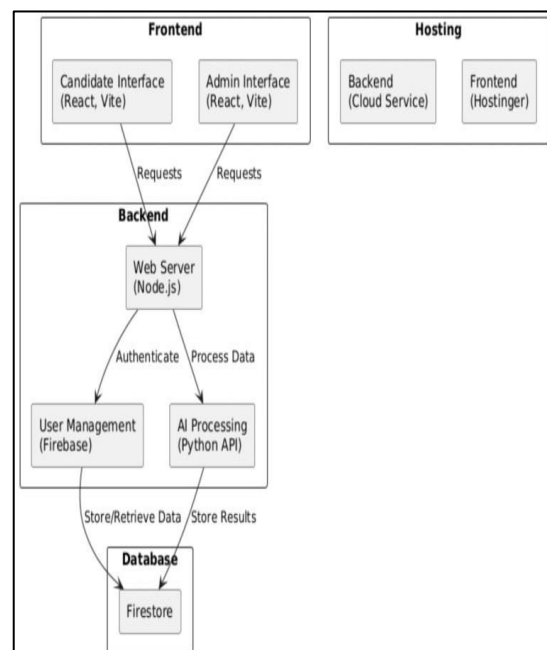 Frontend
Hosting
Candidate Interface
(React, Vite)
Admin Interface
(React, Vite)
Backend
(Cloud Service)
Frontend
(Hostinger)
Requests
Requests
Backend
Web Server
(Node.js)
Authenticate
Process Data
User Management
(Firebase)
AI Processing
(Python API)
Store/Retrieve Data
Store Results
Database
Firestore